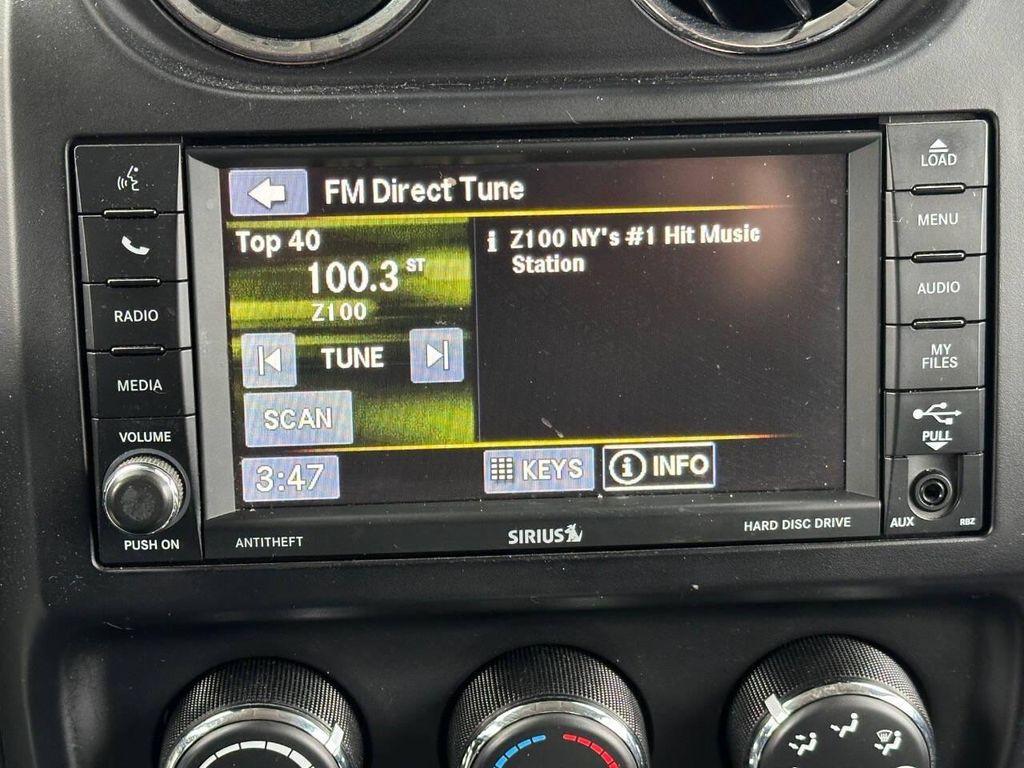 FM Direct Tune
Top 40
100.3 ST
Z100
TUNE
SCAN
3:47
i Z100 NY's #1 Hit Music
Station
KEYS
i INFO
RADIO
MEDIA
VOLUME
PUSH ON
ANTITHEFT
SIRIUS
HARD DISC DRIVE
LOAD
MENU
AUDIO
MY
FILES
PULL
AUX
RBZ